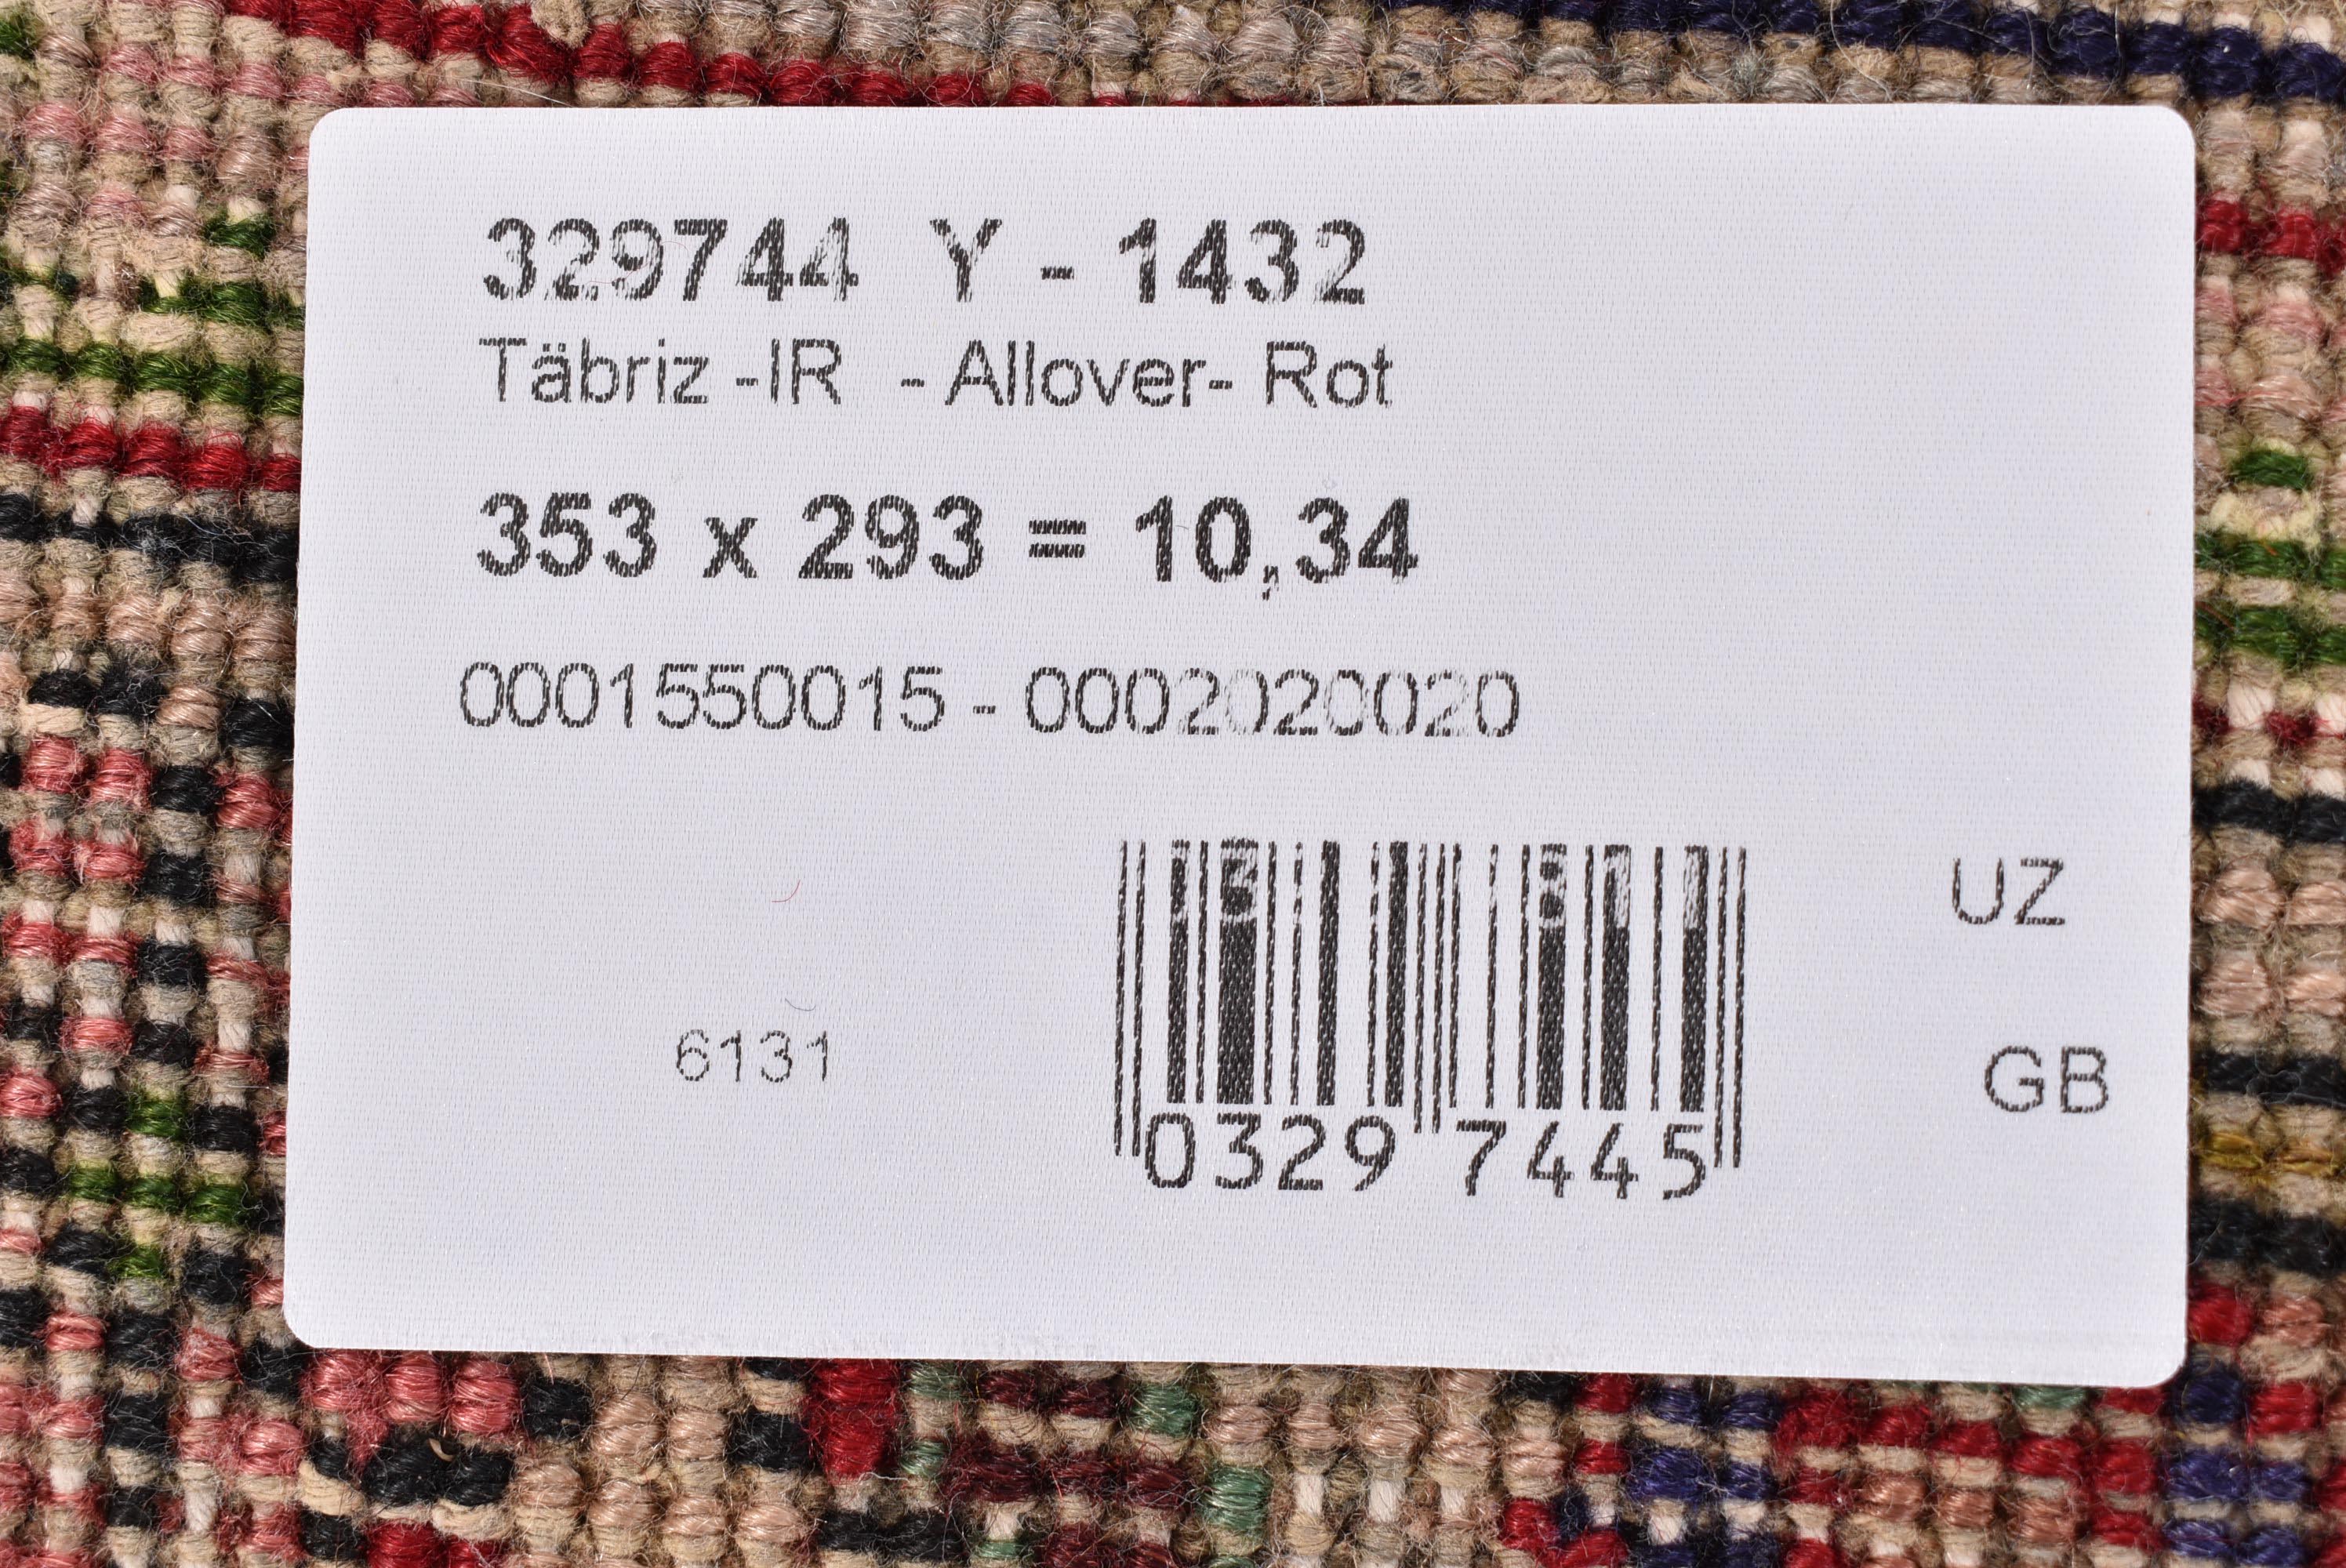 329744 Y - 1432
Täbriz -IR - Allover- Rot
353 x 293 = 10,34
0001550015 - 0002020020
UZ
6131
GB
0329 7445